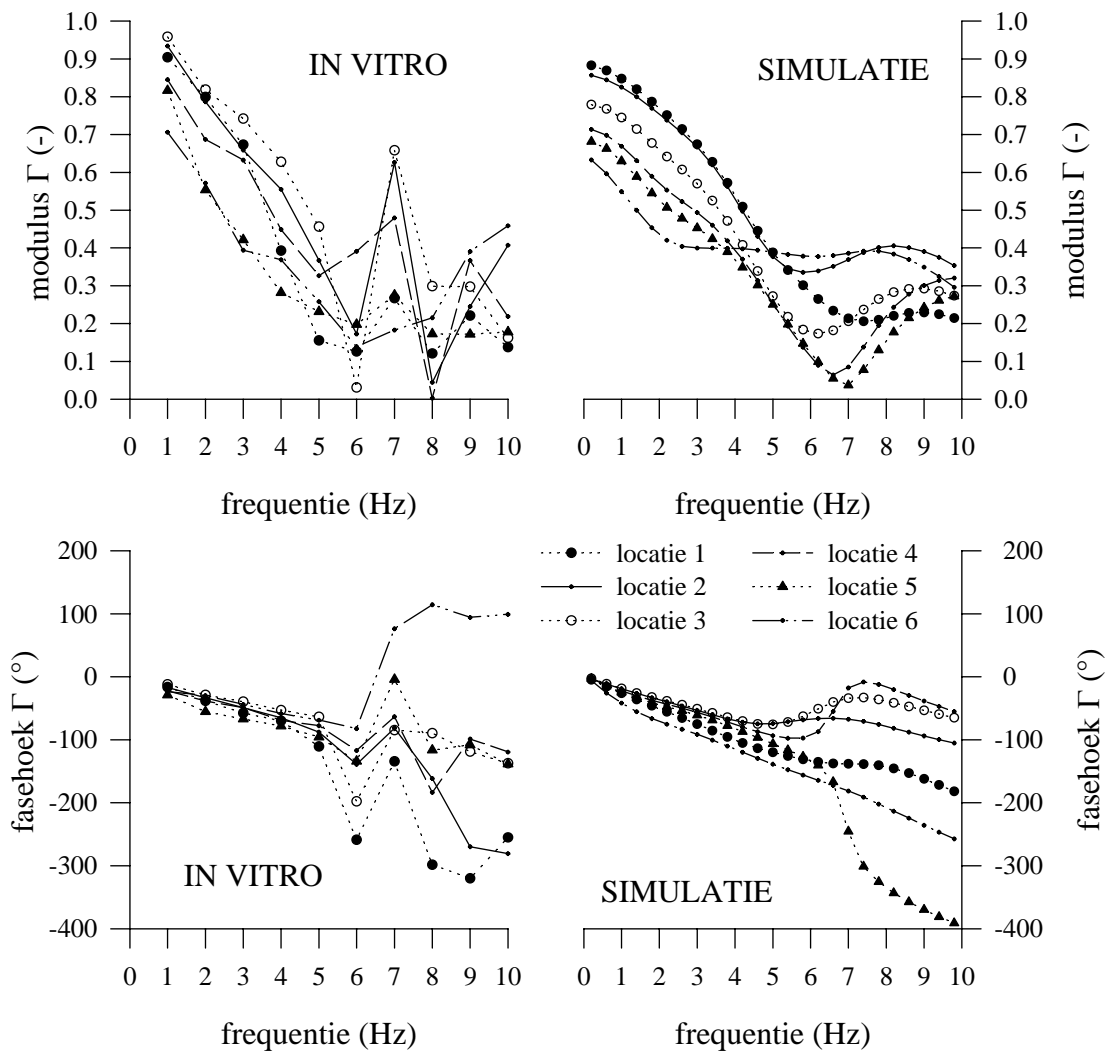 1.0
0.9
0.8
0.7
0.6
0.5
0.4
0.3
0.2
0.1
0.0
modulus Γ (-)
IN VITRO
0 1 2 3 4 5 6 7 8 9 10
frequentie (Hz)
SIMULATIE
1.0
0.9
0.8
0.7
0.6
0.5
0.4
0.3
0.2
0.1
0.0
modulus Γ (-)
0 1 2 3 4 5 6 7 8 9 10
frequentie (Hz)
200
100
0
-100
-200
-300
-400
fasehoek Γ (°)
IN VITRO
0 1 2 3 4 5 6 7 8 9 10
frequentie (Hz)
locatie 1
locatie 2
locatie 3
locatie 4
locatie 5
locatie 6
SIMULATIE
200
100
0
-100
-200
-300
-400
fasehoek Γ (°)
0 1 2 3 4 5 6 7 8 9 10
frequentie (Hz)